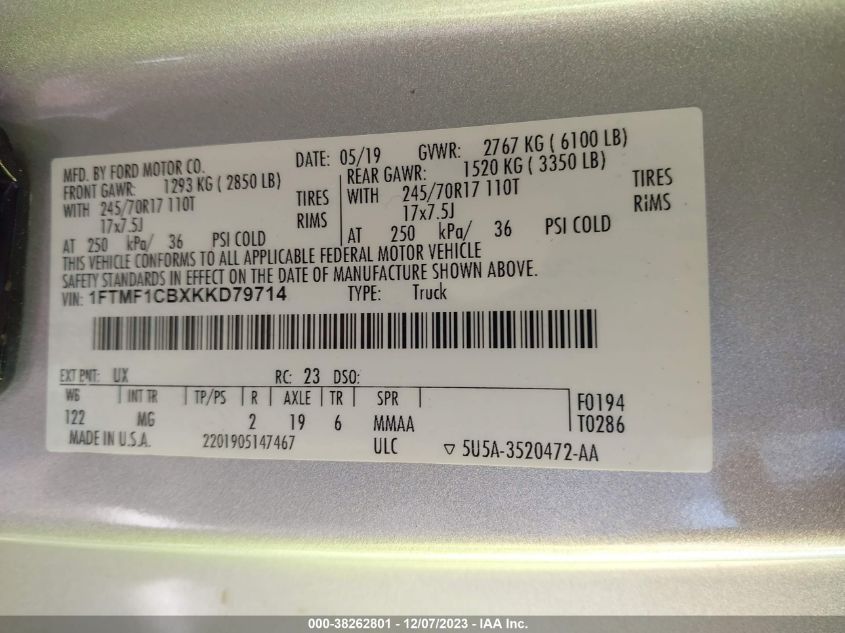 MFD. BY FORD MOTOR CO.
DATE: 05/19 GVWR: 2767 KG ( 6100 LB)
FRONT GAWR: 1293 KG ( 2850 LB)
WITH 245/70R17 110T TIRES
17x7.5J RIMS
AT 250 kPa/ 36 PSI COLD
REAR GAWR: 1520 KG ( 3350 LB)
WITH 245/70R17 110T TIRES
17x7.5J RiMS
AT 250 kPa/ 36 PSI COLD
THIS VEHICLE CONFORMS TO ALL APPLICABLE FEDERAL MOTOR VEHICLE
SAFETY STANDARDS IN EFFECT ON THE DATE OF MANUFACTURE SHOWN ABOVE.
VIN: 1FTMF1CBXKKD79714 TYPE: Truck
EXT PNT: UX RC: 23 DSO:
WB INT TR TP/PS R AXLE TR SPR
122 MG 2 19 6 MMAA
F0194
T0286
MADE IN U.S.A. 2201905147467 ULC ▽ 5U5A-3520472-AA
000-38262801 - 12/07/2023 - IAA Inc.